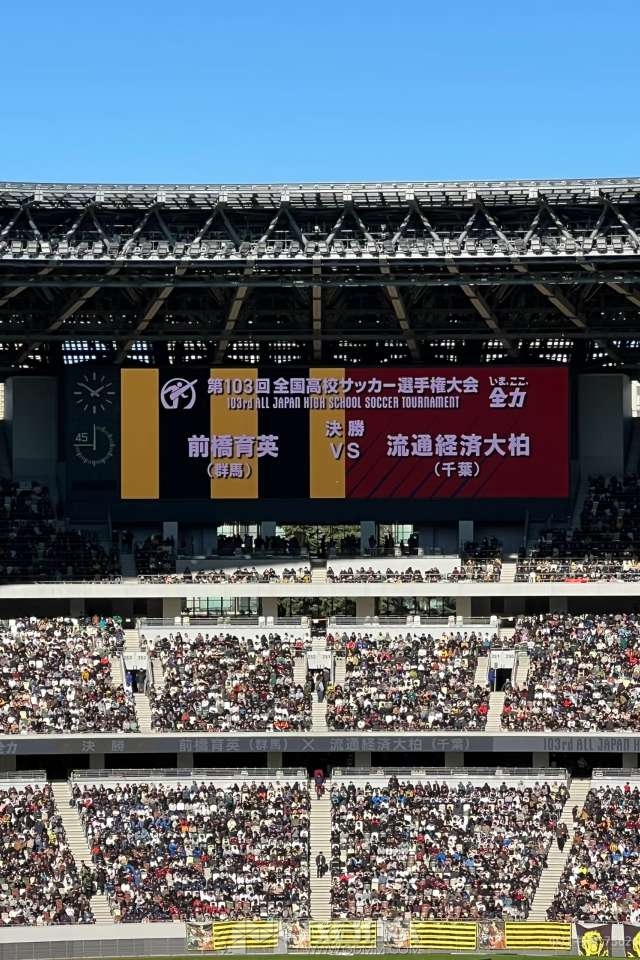 第103回 全国高校サッカー選手権大会
103rd ALL JAPAN HIGH SCHOOL SOCCER TOURNAMENT
いま、ここ、
全力
決勝
前橋育英 VS 流通経済大柏
(群馬) (千葉)
45
全力 決勝 前橋育英(群馬) × 流通経済大柏(千葉) 103rd ALL JAPAN